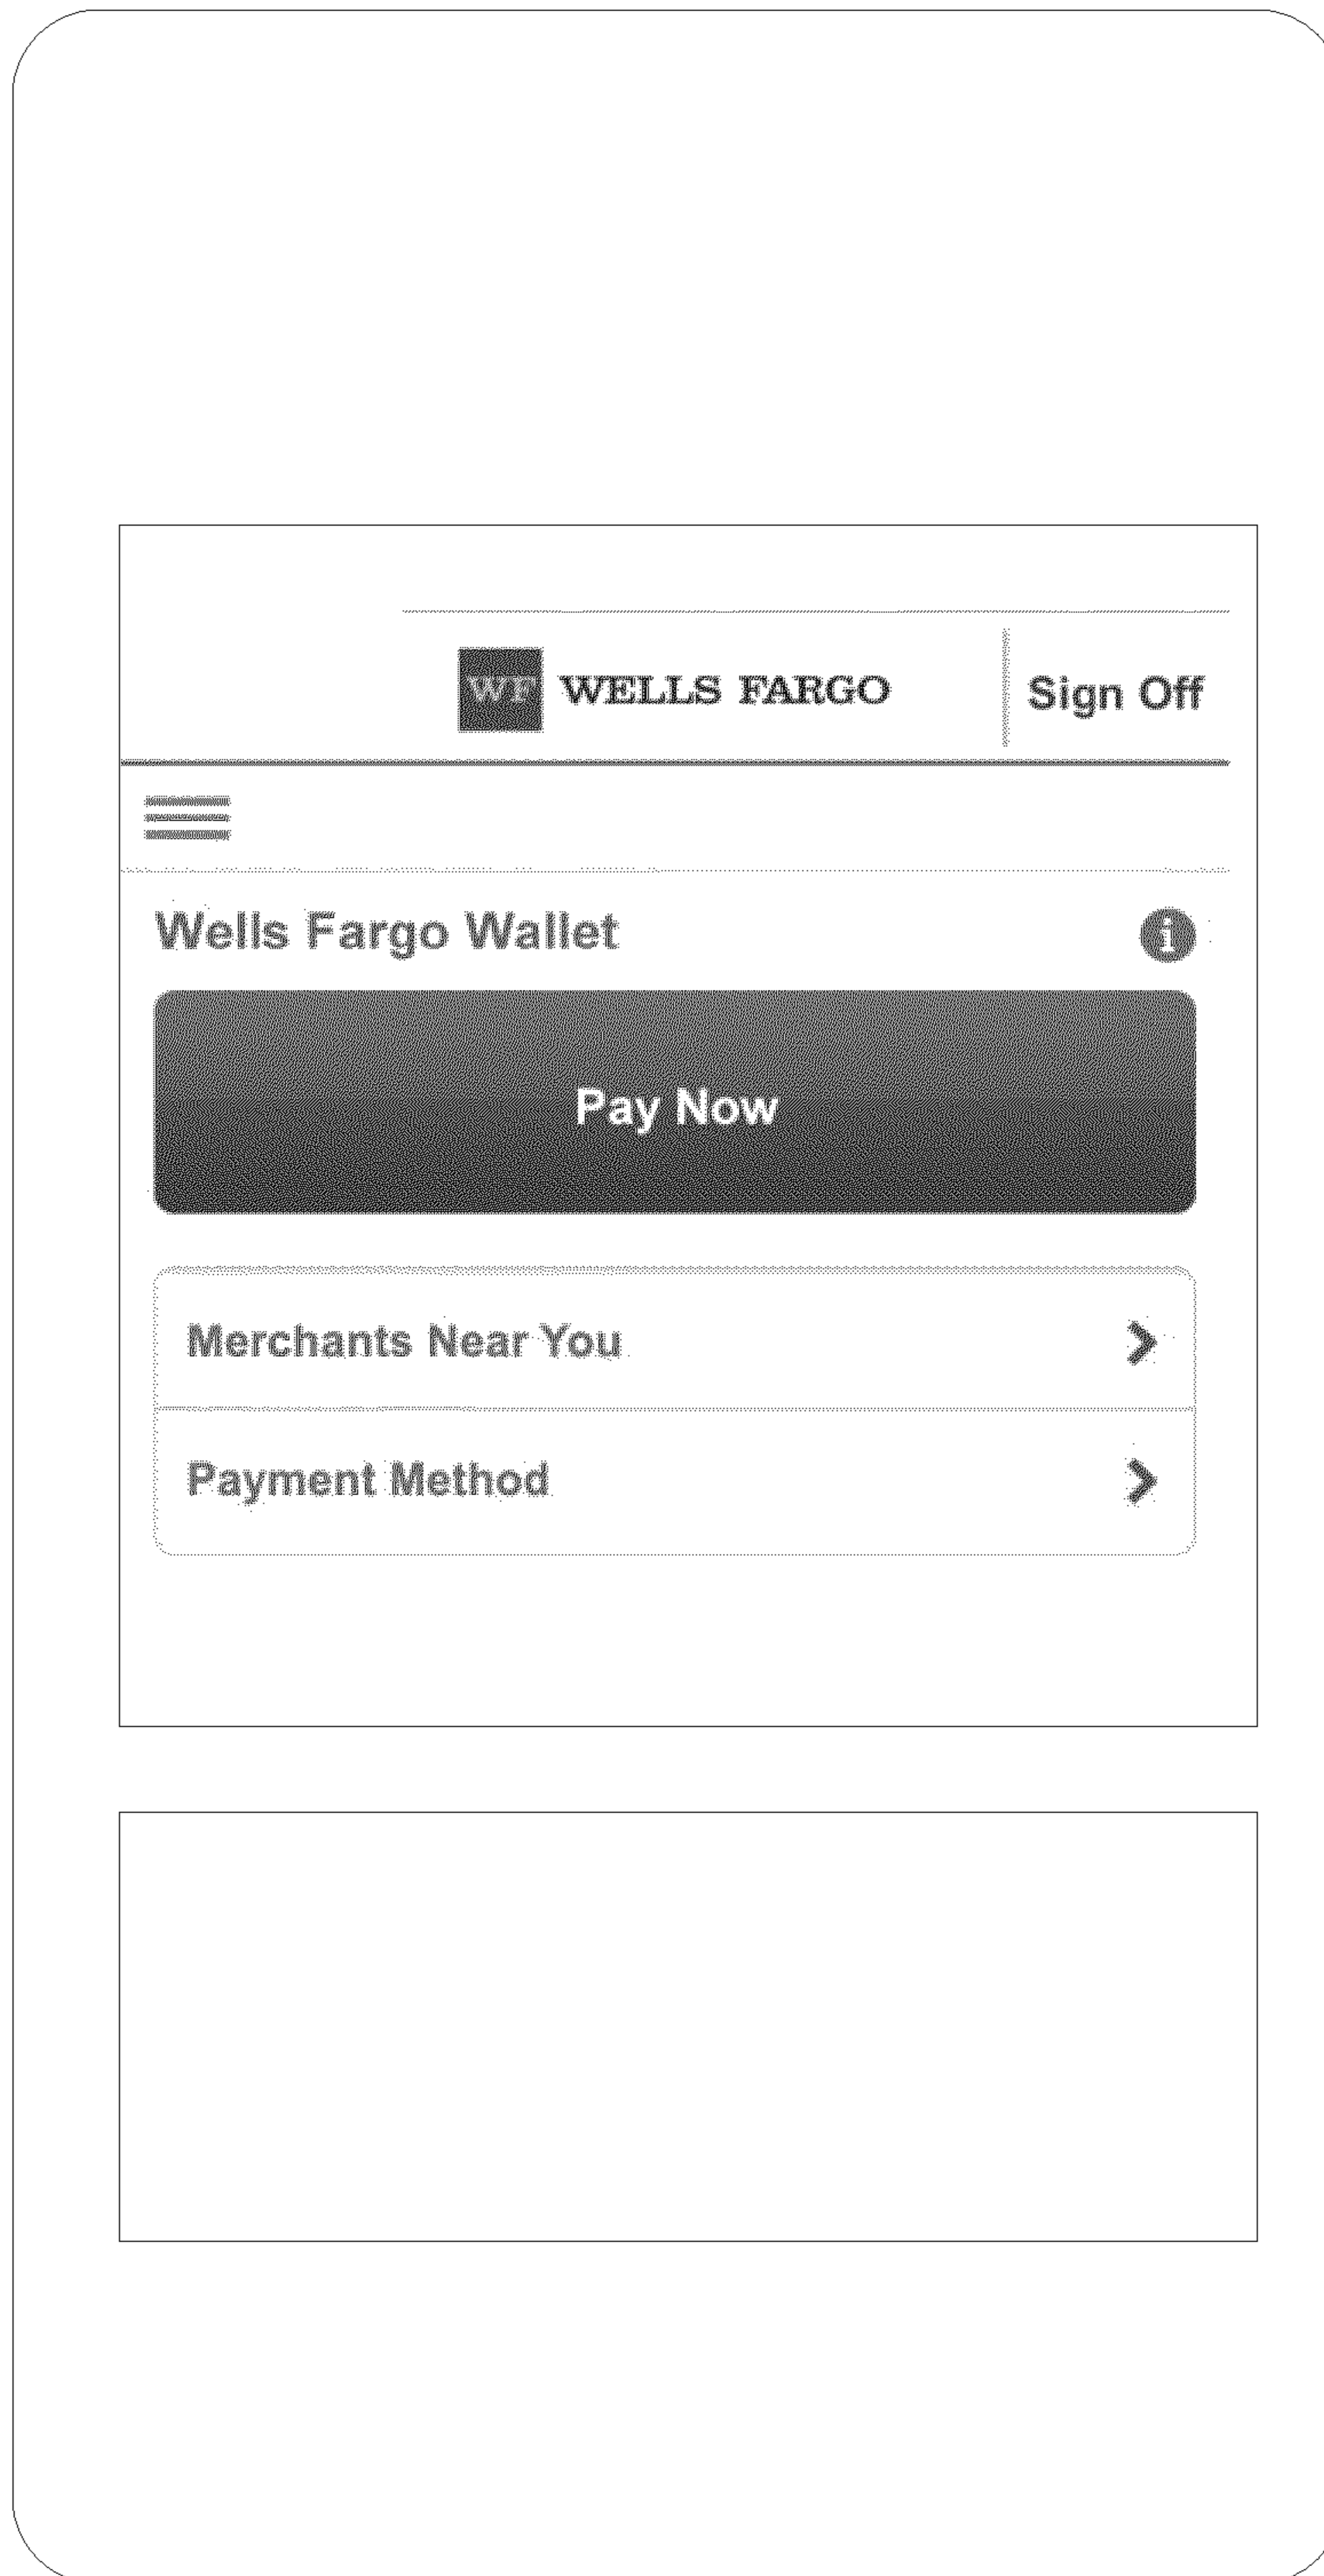 WF WELLS FARGO Sign Off
Wells Fargo Wallet i
Pay Now
Merchants Near You
Payment Method